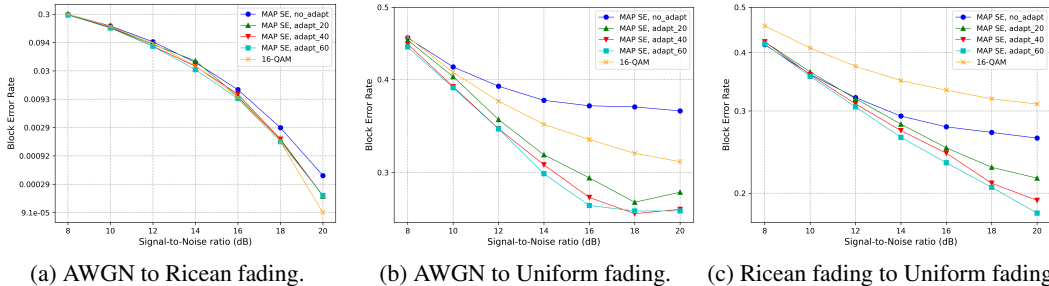 0.3
0.094
0.03
0.0093
0.0029
0.00092
0.00029
9.1e-05
Block Error Rate
8 10 12 14 16 18 20
Signal-to-Noise ratio (dB)
MAP SE, no_adapt
MAP SE, adapt_20
MAP SE, adapt_40
MAP SE, adapt_60
16-QAM
(a) AWGN to Ricean fading.
0.5
0.4
0.3
Block Error Rate
8 10 12 14 16 18 20
Signal-to-Noise ratio (dB)
MAP SE, no_adapt
MAP SE, adapt_20
MAP SE, adapt_40
MAP SE, adapt_60
16-QAM
(b) AWGN to Uniform fading.
0.5
0.4
0.3
0.2
Block Error Rate
8 10 12 14 16 18 20
Signal-to-Noise ratio (dB)
MAP SE, no_adapt
MAP SE, adapt_20
MAP SE, adapt_40
MAP SE, adapt_60
16-QAM
(c) Ricean fading to Uniform fading